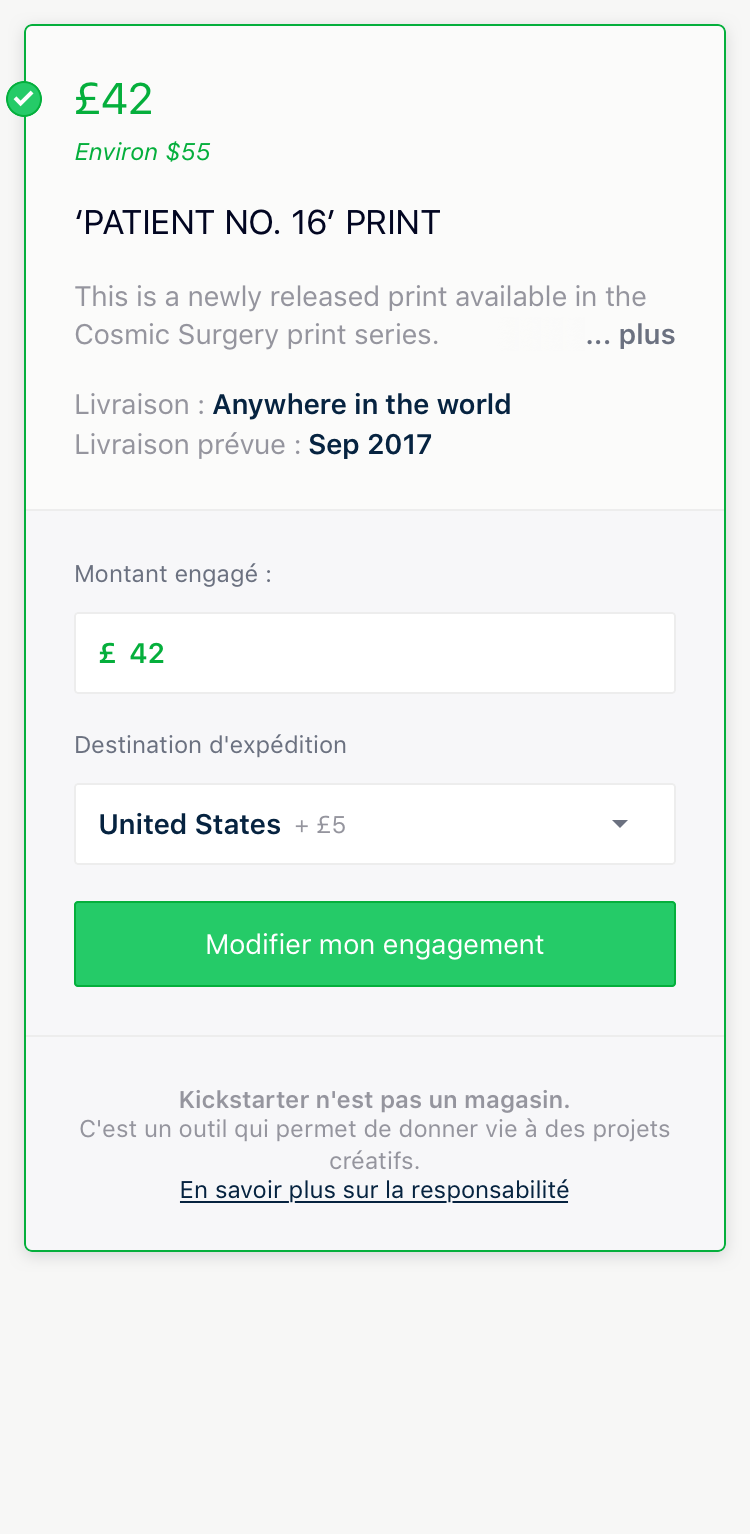 £42
Environ $55
‘PATIENT NO. 16’ PRINT
This is a newly released print available in the
Cosmic Surgery print series. ... plus
Livraison : Anywhere in the world
Livraison prévue : Sep 2017
Montant engagé :
£ 42
Destination d'expédition
United States + £5
Modifier mon engagement
Kickstarter n'est pas un magasin.
C'est un outil qui permet de donner vie à des projets
créatifs.
En savoir plus sur la responsabilité